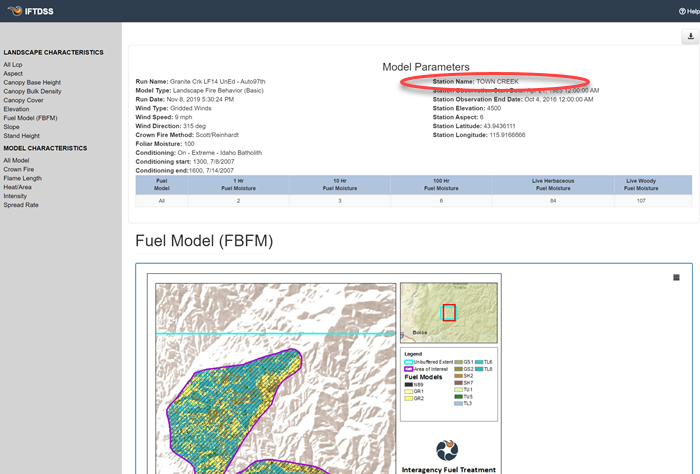 IFTDSS
Help
LANDSCAPE CHARACTERISTICS
All Lcp
Aspect
Canopy Base Height
Canopy Bulk Density
Canopy Cover
Elevation
Fuel Model (FBFM)
Slope
Stand Height
MODEL CHARACTERISTICS
All Model
Crown Fire
Flame Length
Heat/Area
Intensity
Spread Rate
Model Parameters
Run Name: Granite Crk LF14 UnEd - Auto97th
Model Type: Landscape Fire Behavior (Basic)
Run Date: Nov 8, 2019 5:30:24 PM
Wind Type: Gridded Winds
Wind Speed: 9 mph
Wind Direction: 315 deg
Crown Fire Method: Scott/Reinhardt
Foliar Moisture: 100
Conditioning: On - Extreme - Idaho Batholith
Conditioning start: 1300, 7/8/2007
Conditioning end:1600, 7/14/2007
Station Name: TOWN CREEK
Station Observation Start Date: Apr 21, 1985 12:00:00 AM
Station Observation End Date: Oct 4, 2016 12:00:00 AM
Station Elevation: 4500
Station Aspect: 6
Station Latitude: 43.9436111
Station Longitude: 115.9166666
Fuel Model 1 Hr Fuel Moisture 10 Hr Fuel Moisture 100 Hr Fuel Moisture Live Herbaceous Fuel Moisture Live Woody Fuel Moisture
All 2 3 6 84 107
Fuel Model (FBFM)
Boise
Legend
Unbuffered Extent
Area of Interest
Fuel Models
NB9
GR1
GR2
GS1
GS2
SH2
SH7
TU1
TU5
TL3
TL6
TL8
Interagency Fuel Treatment